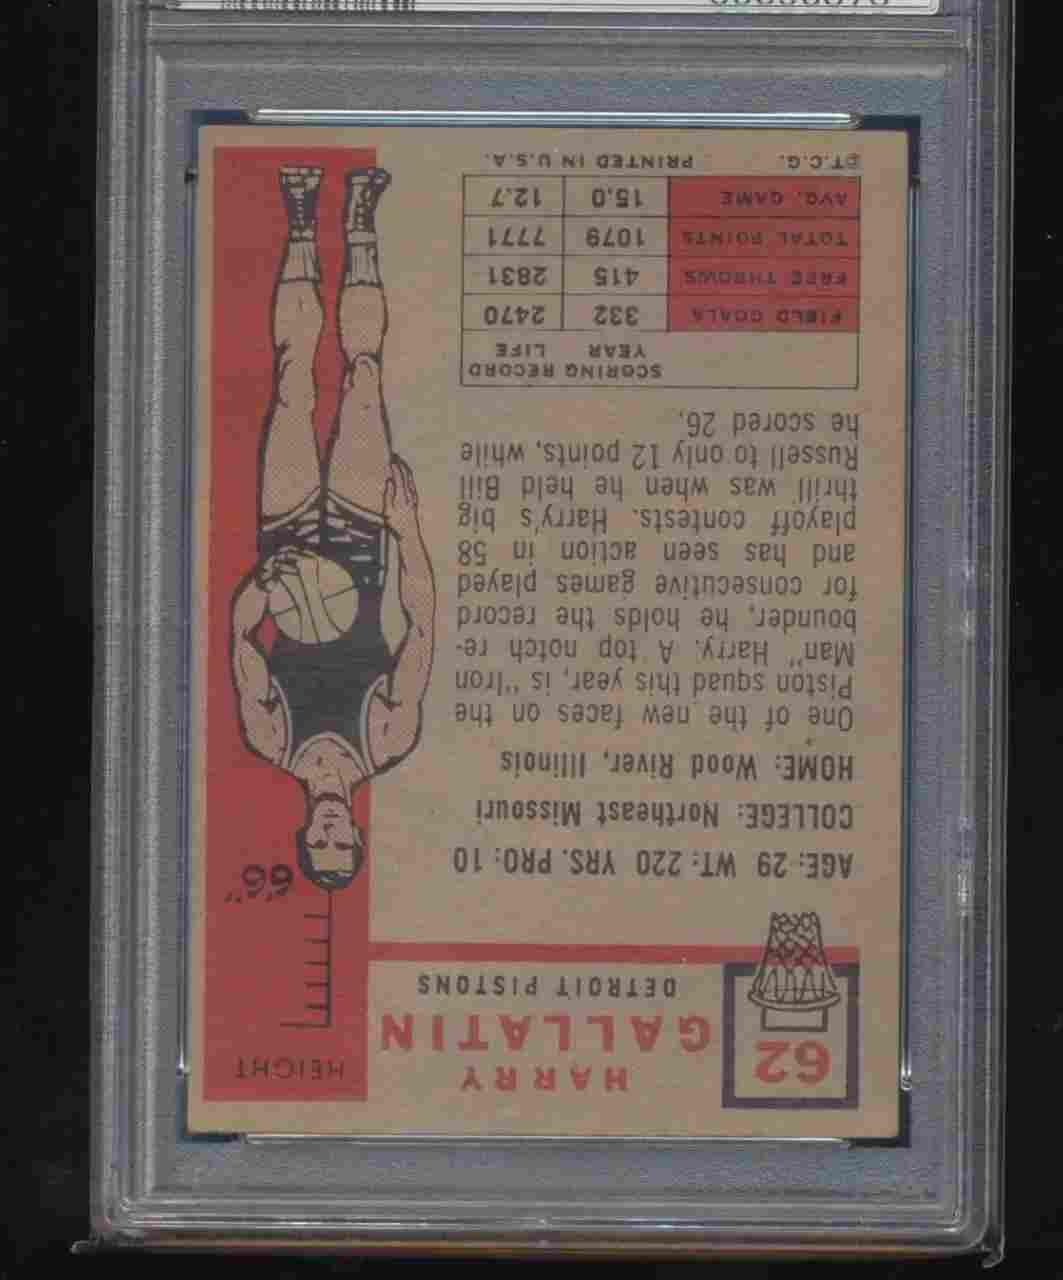 62
HARRY
GALLATIN
DETROIT PISTONS
HEIGHT
6'6"
AGE: 29 WT: 220 YRS. PRO: 10
COLLEGE: Northeast Missouri
HOME: Wood River, Illinois
One of the new faces on the
Piston squad this year, is "Iron
Man" Harry. A top notch re-
bounder, he holds the record
for consecutive games played
and has seen action in 58
playoff contests. Harry's big
thrill was when he held Bill
Russell to only 12 points, while
he scored 26.
SCORING RECORD
YEAR LIFE
FIELD GOALS 332 2470
FREE THROWS 415 2831
TOTAL POINTS 1079 7771
AVG. GAME 15.0 12.7
©T.C.G. PRINTED IN U.S.A.